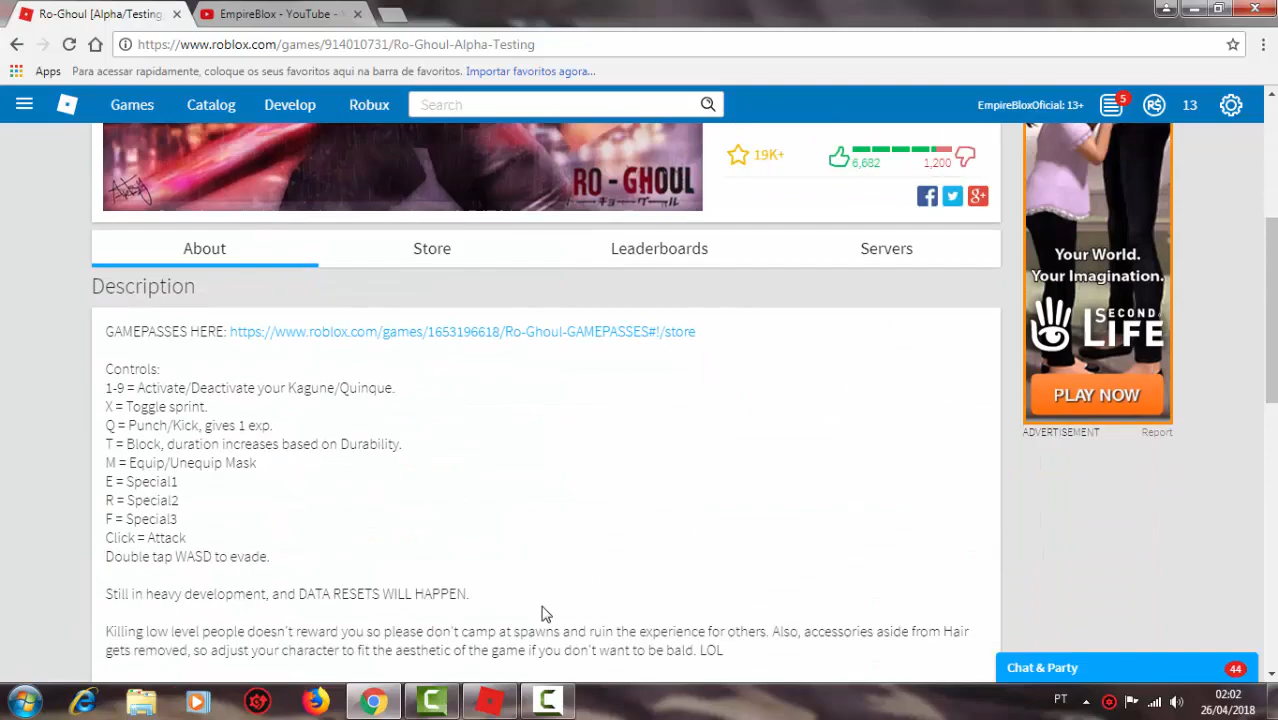 Ro-Ghoul [Alpha/Testing
EmpireBlox - YouTube -
https://www.roblox.com/games/914010731/Ro-Ghoul-Alpha-Testing
Apps Para acessar rapidamente, coloque os seus favoritos aqui na barra de favoritos. Importar favoritos agora...
Games Catalog Develop Robux Search EmpireBloxOficial: 13+ 5 R$ 13
19K+ 6,682 1,200
RO-GHOUL
About Store Leaderboards Servers
Description
GAMEPASSES HERE: https://www.roblox.com/games/1653196618/Ro-Ghoul-GAMEPASSES#!/store
Controls:
1-9 = Activate/Deactivate your Kagune/Quinque.
X = Toggle sprint.
Q = Punch/Kick, gives 1 exp.
T = Block, duration increases based on Durability.
M = Equip/Unequip Mask
E = Special1
R = Special2
F = Special3
Click = Attack
Double tap WASD to evade.
Still in heavy development, and DATA RESETS WILL HAPPEN.
Killing low level people doesn't reward you so please don't camp at spawns and ruin the experience for others. Also, accessories aside from Hair
gets removed, so adjust your character to fit the aesthetic of the game if you don't want to be bald. LOL
Your World.
Your Imagination.
SECOND
LIFE
PLAY NOW
ADVERTISEMENT Report
Chat & Party 44
PT 02:02
26/04/2018